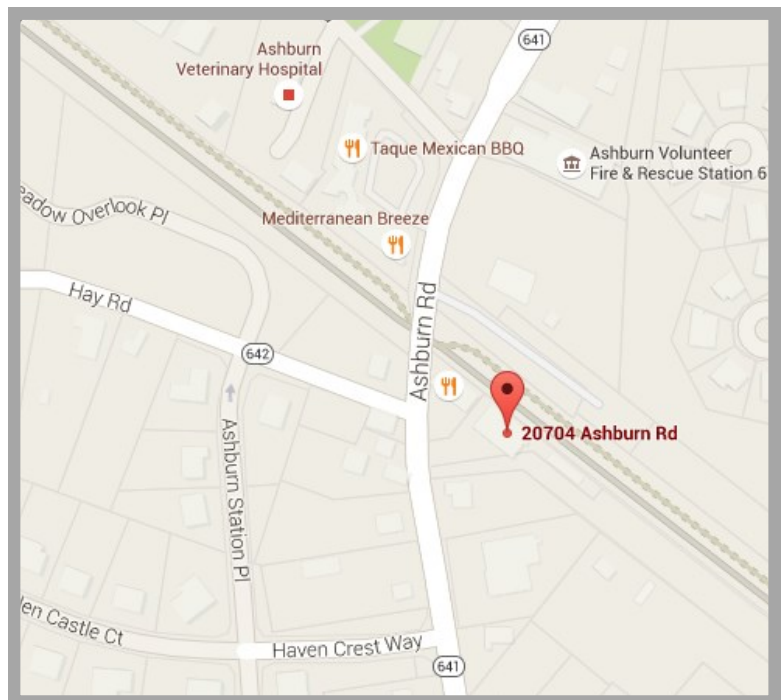 641
Ashburn
Veterinary Hospital
Taque Mexican BBQ
Ashburn Volunteer
Fire & Rescue Station 6
eadow Overlook Pl
Mediterranean Breeze
Hay Rd
Ashburn Rd
642
20704 Ashburn Rd
Ashburn Station Pl
len Castle Ct
Haven Crest Way
641